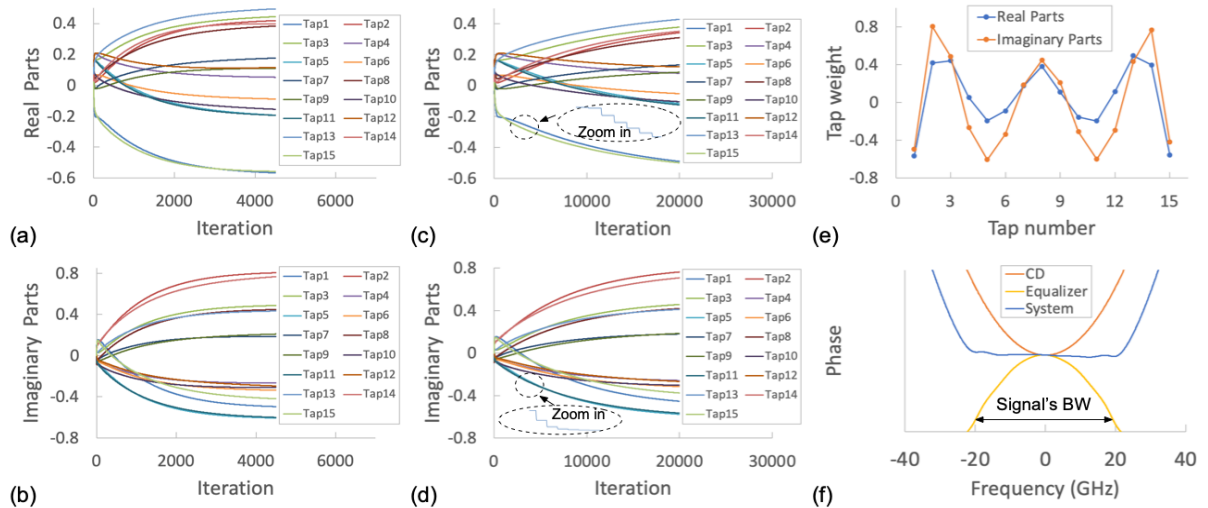 0.4
0.2
0
-0.2
-0.4
-0.6
Real Parts
0 2000 4000 6000
Iteration
(a)
Tap1 Tap2
Tap3 Tap4
Tap5 Tap6
Tap7 Tap8
Tap9 Tap10
Tap11 Tap12
Tap13 Tap14
Tap15
0.4
0.2
0
-0.2
-0.4
-0.6
Real Parts
0 10000 20000 30000
Iteration
(c)
Tap1 Tap2
Tap3 Tap4
Tap5 Tap6
Tap7 Tap8
Tap9 Tap10
Tap11 Tap12
Tap13 Tap14
Tap15
Zoom in
0.8
0.4
0
-0.4
-0.8
Tap weight
0 3 6 9 12 15
Tap number
(e)
Real Parts
Imaginary Parts
0.8
0.4
0
-0.4
-0.8
Imaginary Parts
0 2000 4000 6000
Iteration
(b)
Tap1 Tap2
Tap3 Tap4
Tap5 Tap6
Tap7 Tap8
Tap9 Tap10
Tap11 Tap12
Tap13 Tap14
Tap15
0.8
0.4
0
-0.4
-0.8
Imaginary Parts
0 10000 20000 30000
Iteration
(d)
Tap1 Tap2
Tap3 Tap4
Tap5 Tap6
Tap7 Tap8
Tap9 Tap10
Tap11 Tap12
Tap13 Tap14
Tap15
Zoom in
CD
Equalizer
System
Phase
Signal's BW
-40 -20 0 20 40
Frequency (GHz)
(f)